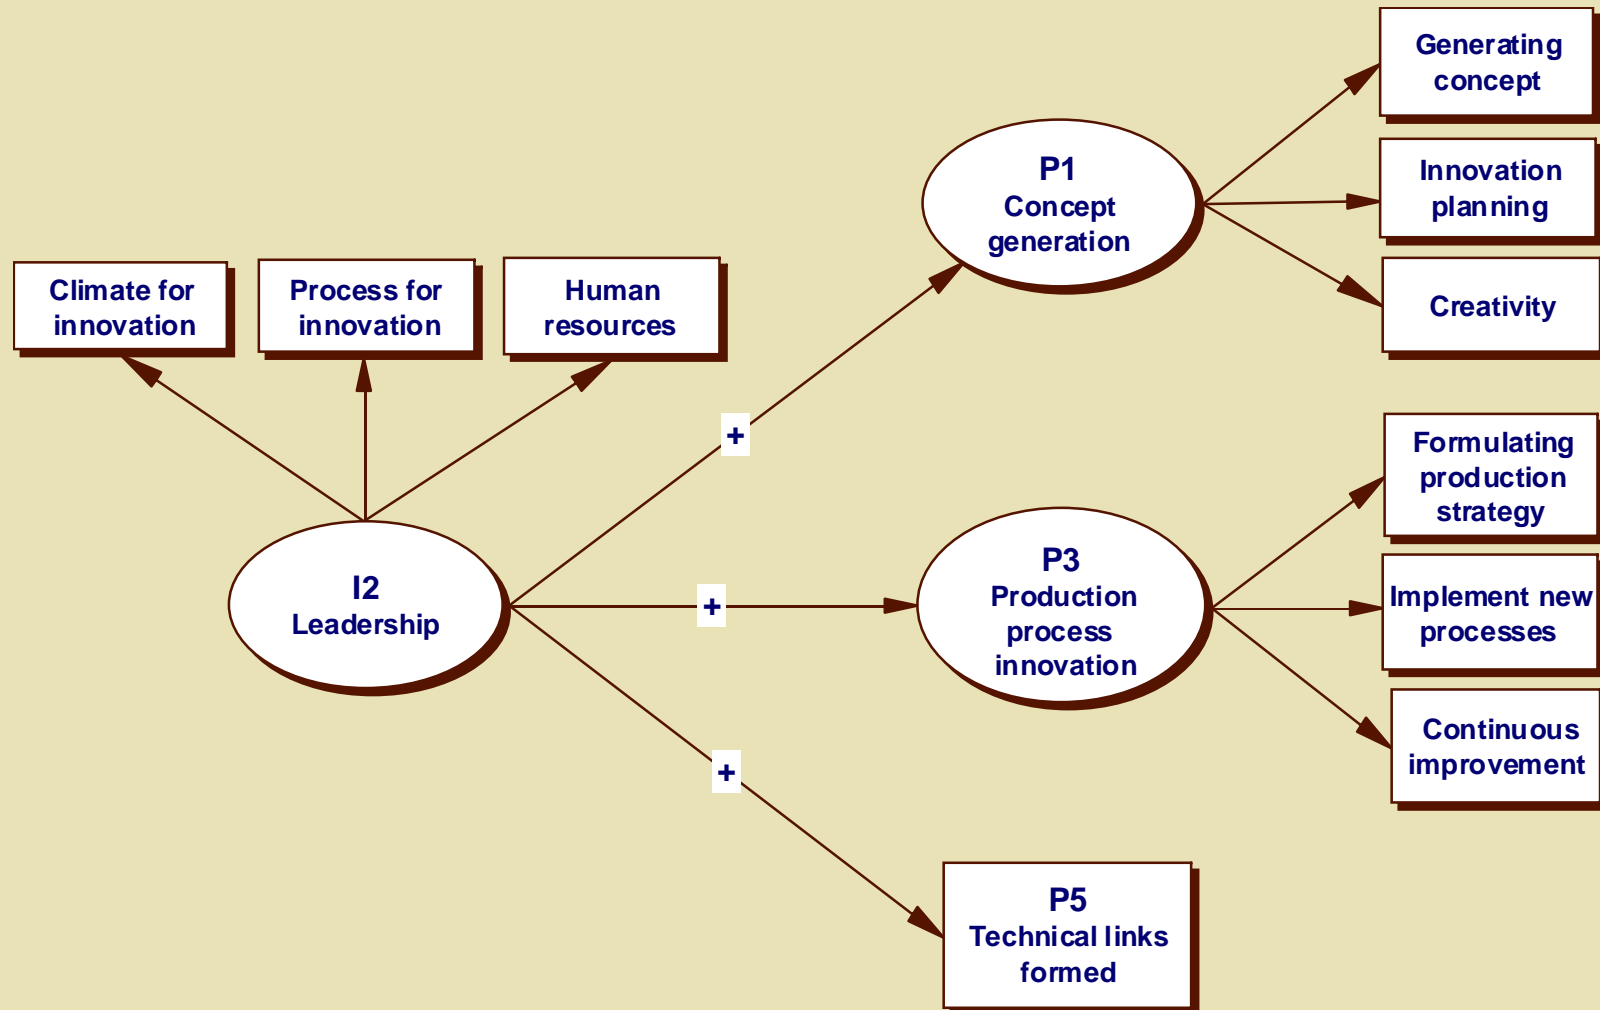 Generating
concept
P1
Concept
generation
Innovation
planning
Creativity
Climate for
innovation
Process for
innovation
Human
resources
+
I2
Leadership
+
P3
Production
process
innovation
Formulating
production
strategy
Implement new
processes
Continuous
improvement
+
P5
Technical links
formed